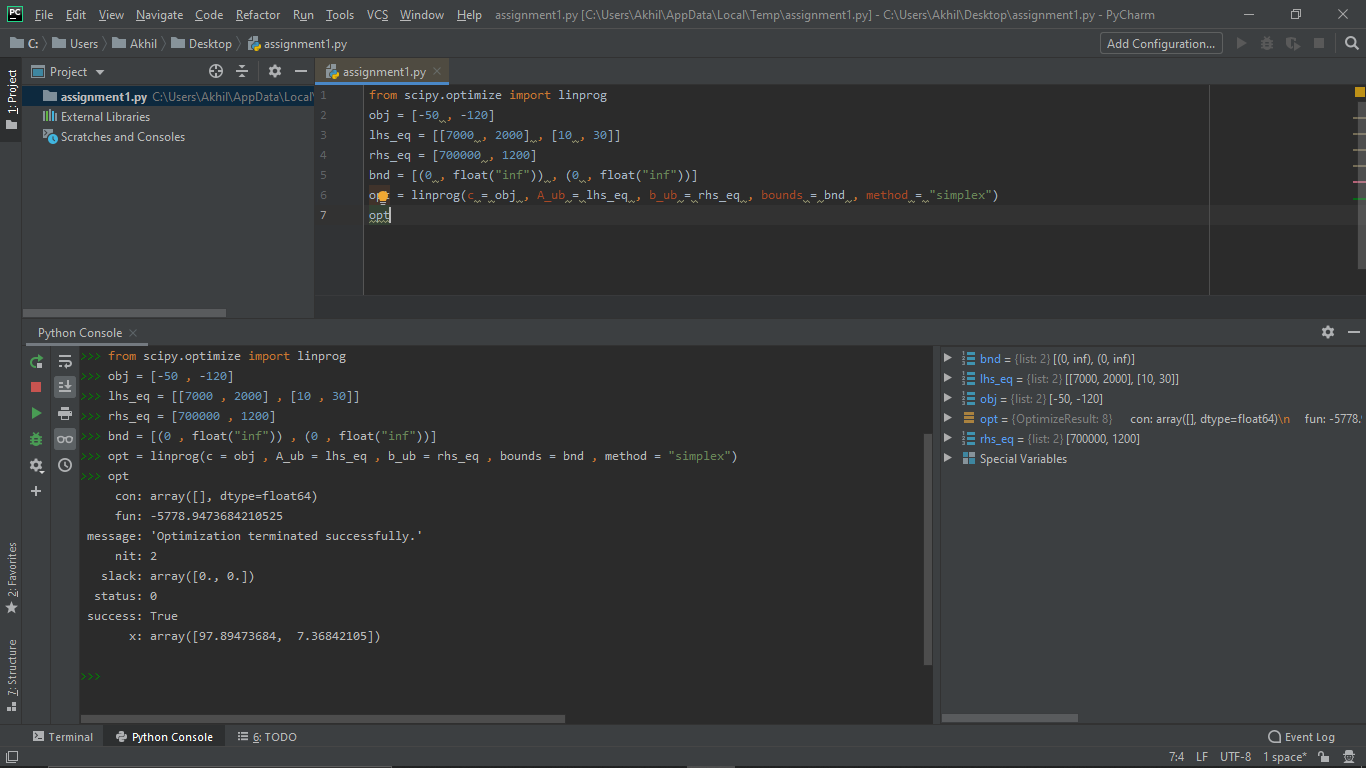 PC File Edit View Navigate Code Refactor Run Tools VCS Window Help assignment1.py [C:\Users\Akhil\AppData\Local\Temp\assignment1.py] - C:\Users\Akhil\Desktop\assignment1.py - PyCharm
C: Users Akhil Desktop assignment1.py Add Configuration...
1: Project
Project
assignment1.py C:\Users\Akhil\AppData\Local\
External Libraries
Scratches and Consoles
assignment1.py
1 from scipy.optimize import linprog
2 obj = [-50 , -120]
3 lhs_eq = [[7000 , 2000] , [10 , 30]]
4 rhs_eq = [700000 , 1200]
5 bnd = [(0 , float("inf")) , (0 , float("inf"))]
6 opt = linprog(c = obj , A_ub = lhs_eq , b_ub = rhs_eq , bounds = bnd , method = "simplex")
7 opt
Python Console
>>> from scipy.optimize import linprog
>>> obj = [-50 , -120]
>>> lhs_eq = [[7000 , 2000] , [10 , 30]]
>>> rhs_eq = [700000 , 1200]
>>> bnd = [(0 , float("inf")) , (0 , float("inf"))]
>>> opt = linprog(c = obj , A_ub = lhs_eq , b_ub = rhs_eq , bounds = bnd , method = "simplex")
>>> opt
con: array([], dtype=float64)
fun: -5778.9473684210525
message: 'Optimization terminated successfully.'
nit: 2
slack: array([0., 0.])
status: 0
success: True
x: array([97.89473684, 7.36842105])
>>>
bnd = {list: 2} [(0, inf), (0, inf)]
lhs_eq = {list: 2} [[7000, 2000], [10, 30]]
obj = {list: 2} [-50, -120]
opt = {OptimizeResult: 8} con: array([], dtype=float64)\n fun: -5778.9
rhs_eq = {list: 2} [700000, 1200]
Special Variables
2: Favorites
7: Structure
Terminal Python Console 6: TODO Event Log
7:4 LF UTF-8 1 space*